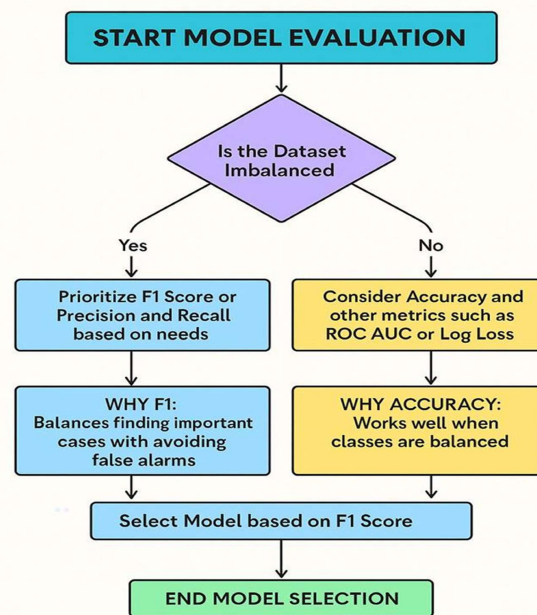 START MODEL EVALUATION
Is the Dataset
Imbalanced
Yes
No
Prioritize F1 Score or
Precision and Recall
based on needs
Consider Accuracy and
other metrics such as
ROC AUC or Log Loss
WHY F1:
Balances finding important
cases with avoiding
false alarms
WHY ACCURACY:
Works well when
classes are balanced
Select Model based on F1 Score
END MODEL SELECTION